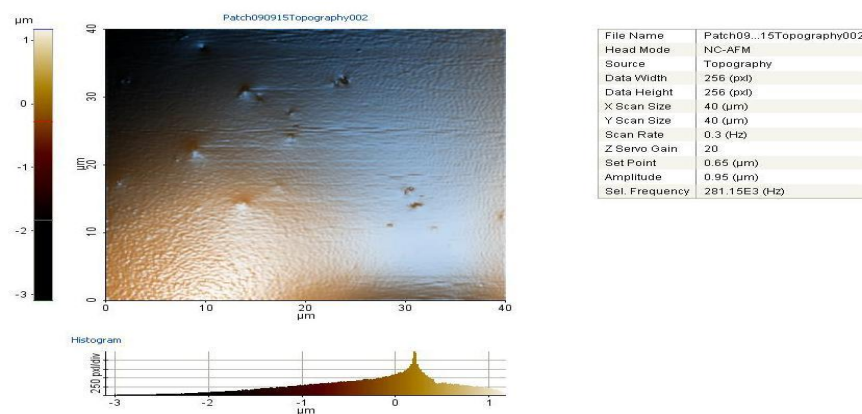 Patch090915Topography002
µm
0
-1
-2
-3
µm
40
30
20
10
0
0 10 20 30 40
µm
File Name Patch09...15Topography002
Head Mode NC-AFM
Source Topography
Data Width 256 (pxl)
Data Height 256 (pxl)
X Scan Size 40 (µm)
Y Scan Size 40 (µm)
Scan Rate 0.3 (Hz)
Z Servo Gain 20
Set Point 0.65 (µm)
Amplitude 0.95 (µm)
Sel. Frequency 281.15E3 (Hz)
Histogram
250 pxl/div
-3 -2 -1 0 1
µm